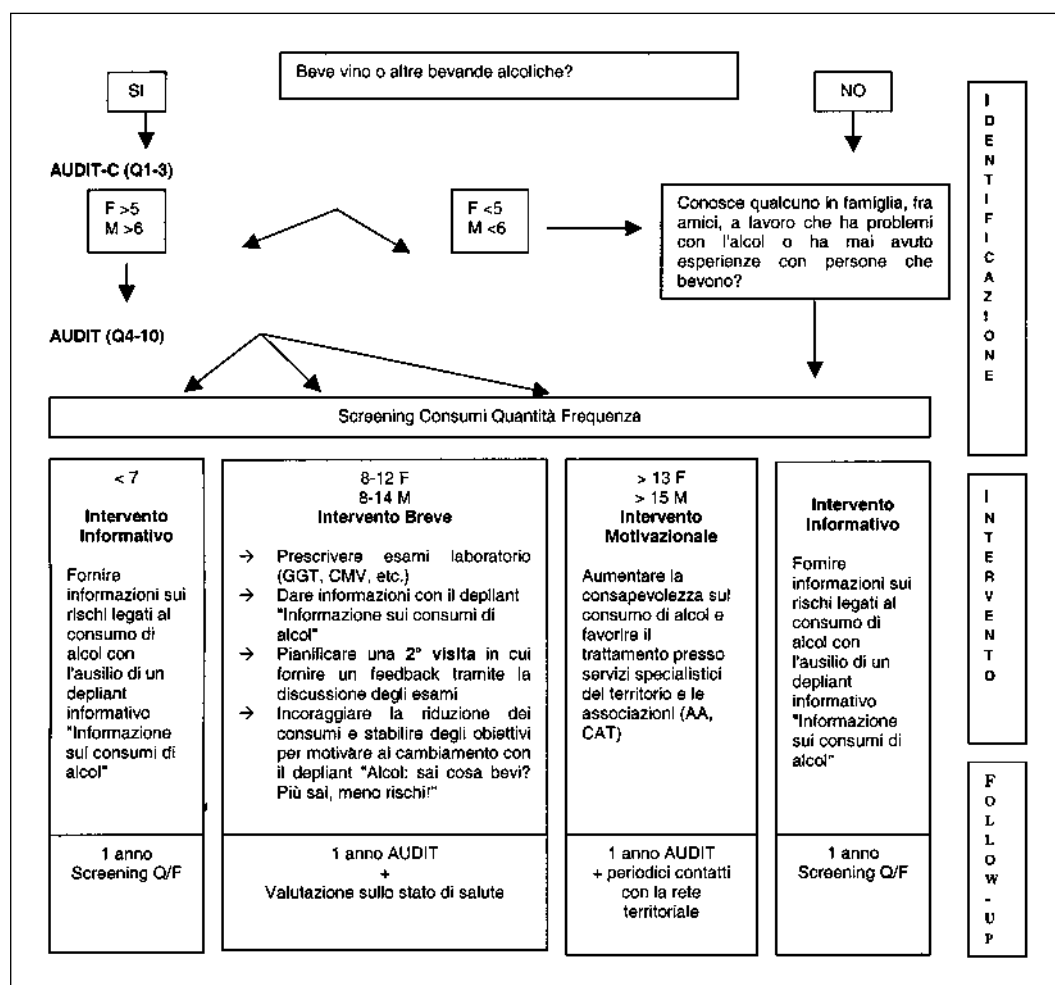 Beve vino o altre bevande alcoliche?
SI
NO
AUDIT-C (Q1-3)
F >5
M >6
F <5
M <6
Conosce qualcuno in famiglia, fra
amici, a lavoro che ha problemi
con l'alcol o ha mai avuto
esperienze con persone che
bevono?
AUDIT (Q4-10)
Screening Consumi Quantità Frequenza
< 7
Intervento
Informativo
Fornire
informazioni sui
rischi legati al
consumo di
alcol con
l'ausilio di un
depliant
informativo
"Informazione
sui consumi di
alcol"
8-12 F
8-14 M
Intervento Breve
→ Prescrivere esami laboratorio
(GGT, CMV, etc.)
→ Dare informazioni con il depliant
"Informazione sui consumi di
alcol"
→ Pianificare una 2° visita in cui
fornire un feedback tramite la
discussione degli esami
→ Incoraggiare la riduzione dei
consumi e stabilire degli obiettivi
per motivare al cambiamento con
il depliant "Alcol: sai cosa bevi?
Più sai, meno rischi!"
> 13 F
> 15 M
Intervento
Motivazionale
Aumentare la
consapevolezza sul
consumo di alcol e
favorire il
trattamento presso
servizi specialistici
del territorio e le
associazioni (AA,
CAT)
Intervento
Informativo
Fornire
informazioni sui
rischi legati al
consumo di
alcol con
l'ausilio di un
depliant
informativo
"Informazione
sui consumi di
alcol"
1 anno
Screening Q/F
1 anno AUDIT
+
Valutazione sullo stato di salute
1 anno AUDIT
+ periodici contatti
con la rete
territoriale
1 anno
Screening Q/F
IDENTIFICAZIONE
INTERVENTO
FOLLOW-UP